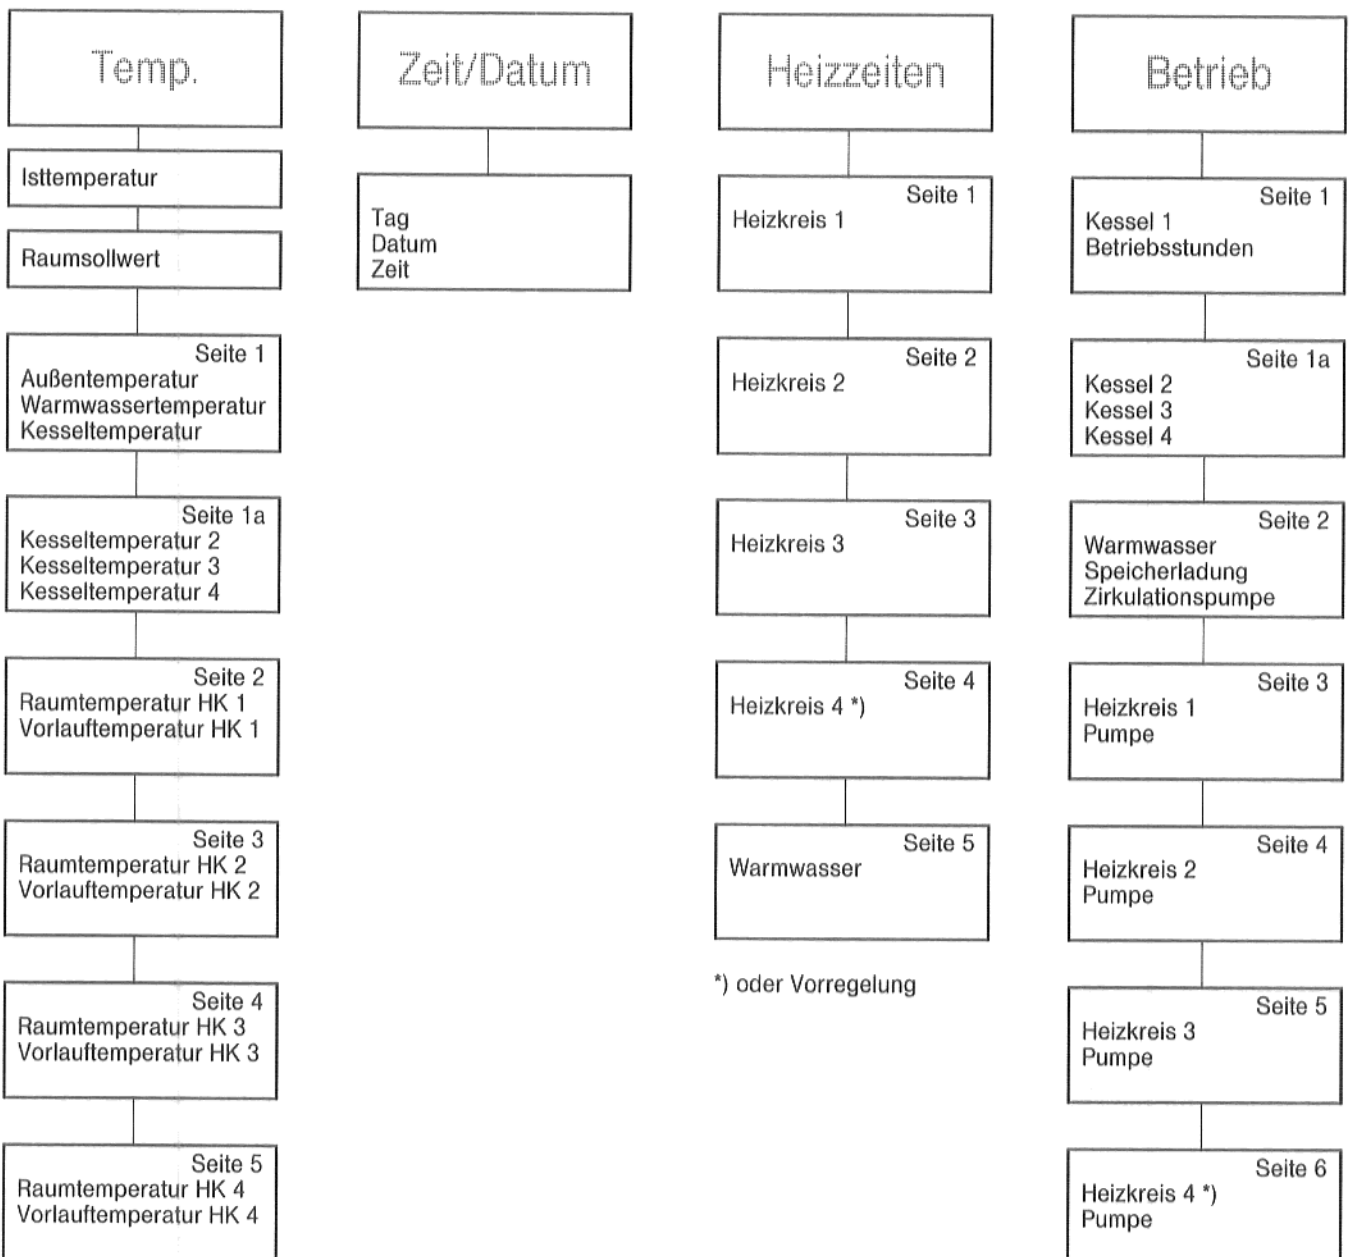 Temp.
Isttemperatur
Raumsollwert
Seite 1
Außentemperatur
Warmwassertemperatur
Kesseltemperatur
Seite 1a
Kesseltemperatur 2
Kesseltemperatur 3
Kesseltemperatur 4
Seite 2
Raumtemperatur HK 1
Vorlauftemperatur HK 1
Seite 3
Raumtemperatur HK 2
Vorlauftemperatur HK 2
Seite 4
Raumtemperatur HK 3
Vorlauftemperatur HK 3
Seite 5
Raumtemperatur HK 4
Vorlauftemperatur HK 4
Zeit/Datum
Tag
Datum
Zeit
Heizzeiten
Seite 1
Heizkreis 1
Seite 2
Heizkreis 2
Seite 3
Heizkreis 3
Seite 4
Heizkreis 4 *)
Seite 5
Warmwasser
*) oder Vorregelung
Betrieb
Seite 1
Kessel 1
Betriebsstunden
Seite 1a
Kessel 2
Kessel 3
Kessel 4
Seite 2
Warmwasser
Speicherladung
Zirkulationspumpe
Seite 3
Heizkreis 1
Pumpe
Seite 4
Heizkreis 2
Pumpe
Seite 5
Heizkreis 3
Pumpe
Seite 6
Heizkreis 4 *)
Pumpe